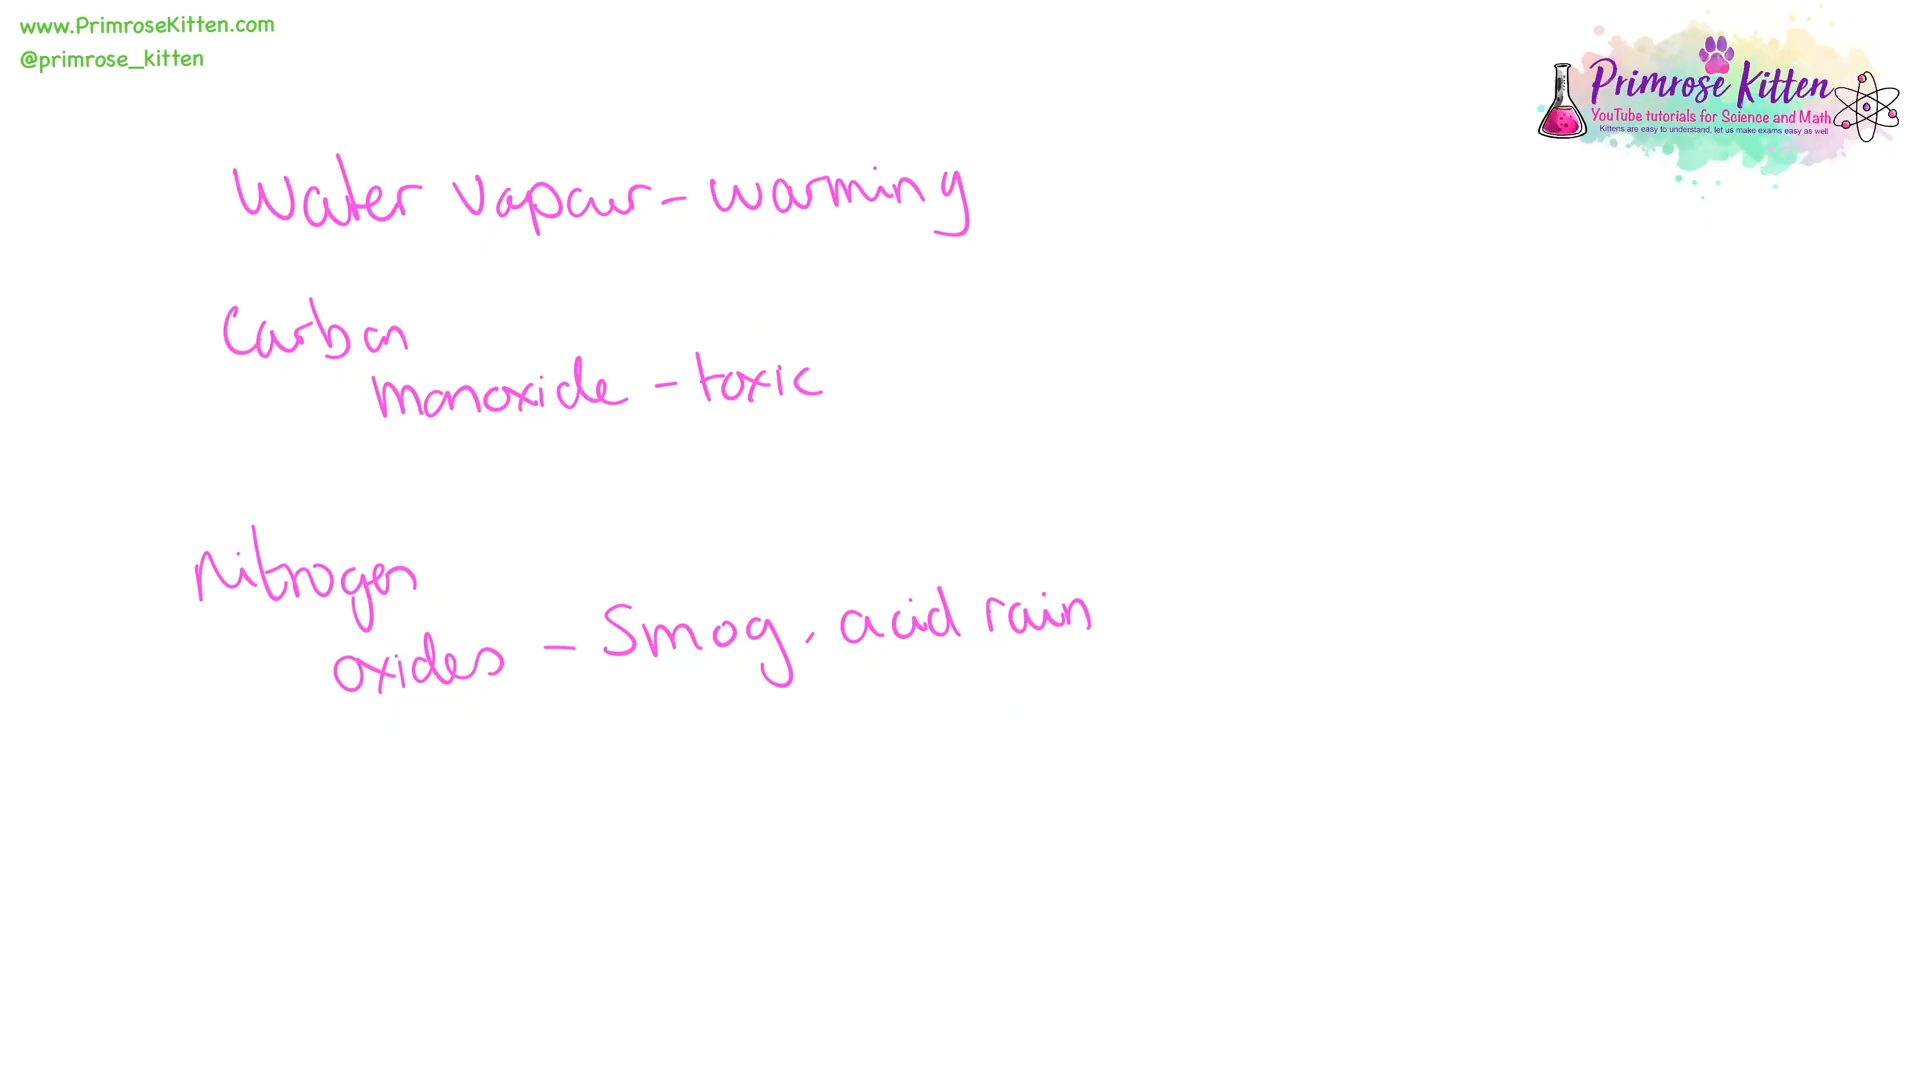 www.PrimroseKitten.com
@primrose_kitten
Primrose Kitten
YouTube tutorials for Science and Math
Kittens are easy to understand, let us make exams easy as well
Water vapour - warming
Carbon
monoxide - toxic
Nitrogen
oxides - Smog, acid rain